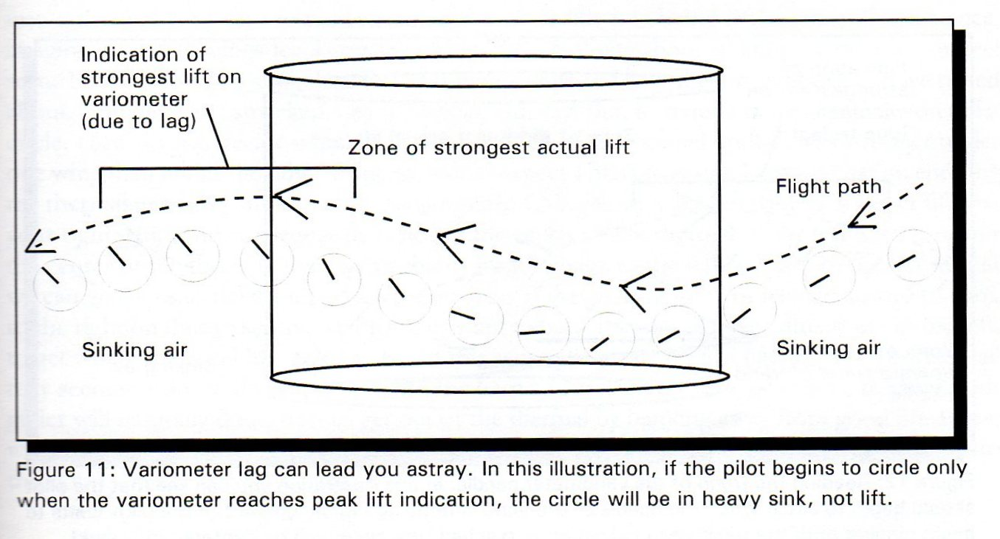 Indication of
strongest lift on
variometer
(due to lag)
Zone of strongest actual lift
Flight path
Sinking air
Sinking air
Figure 11: Variometer lag can lead you astray. In this illustration, if the pilot begins to circle only
when the variometer reaches peak lift indication, the circle will be in heavy sink, not lift.